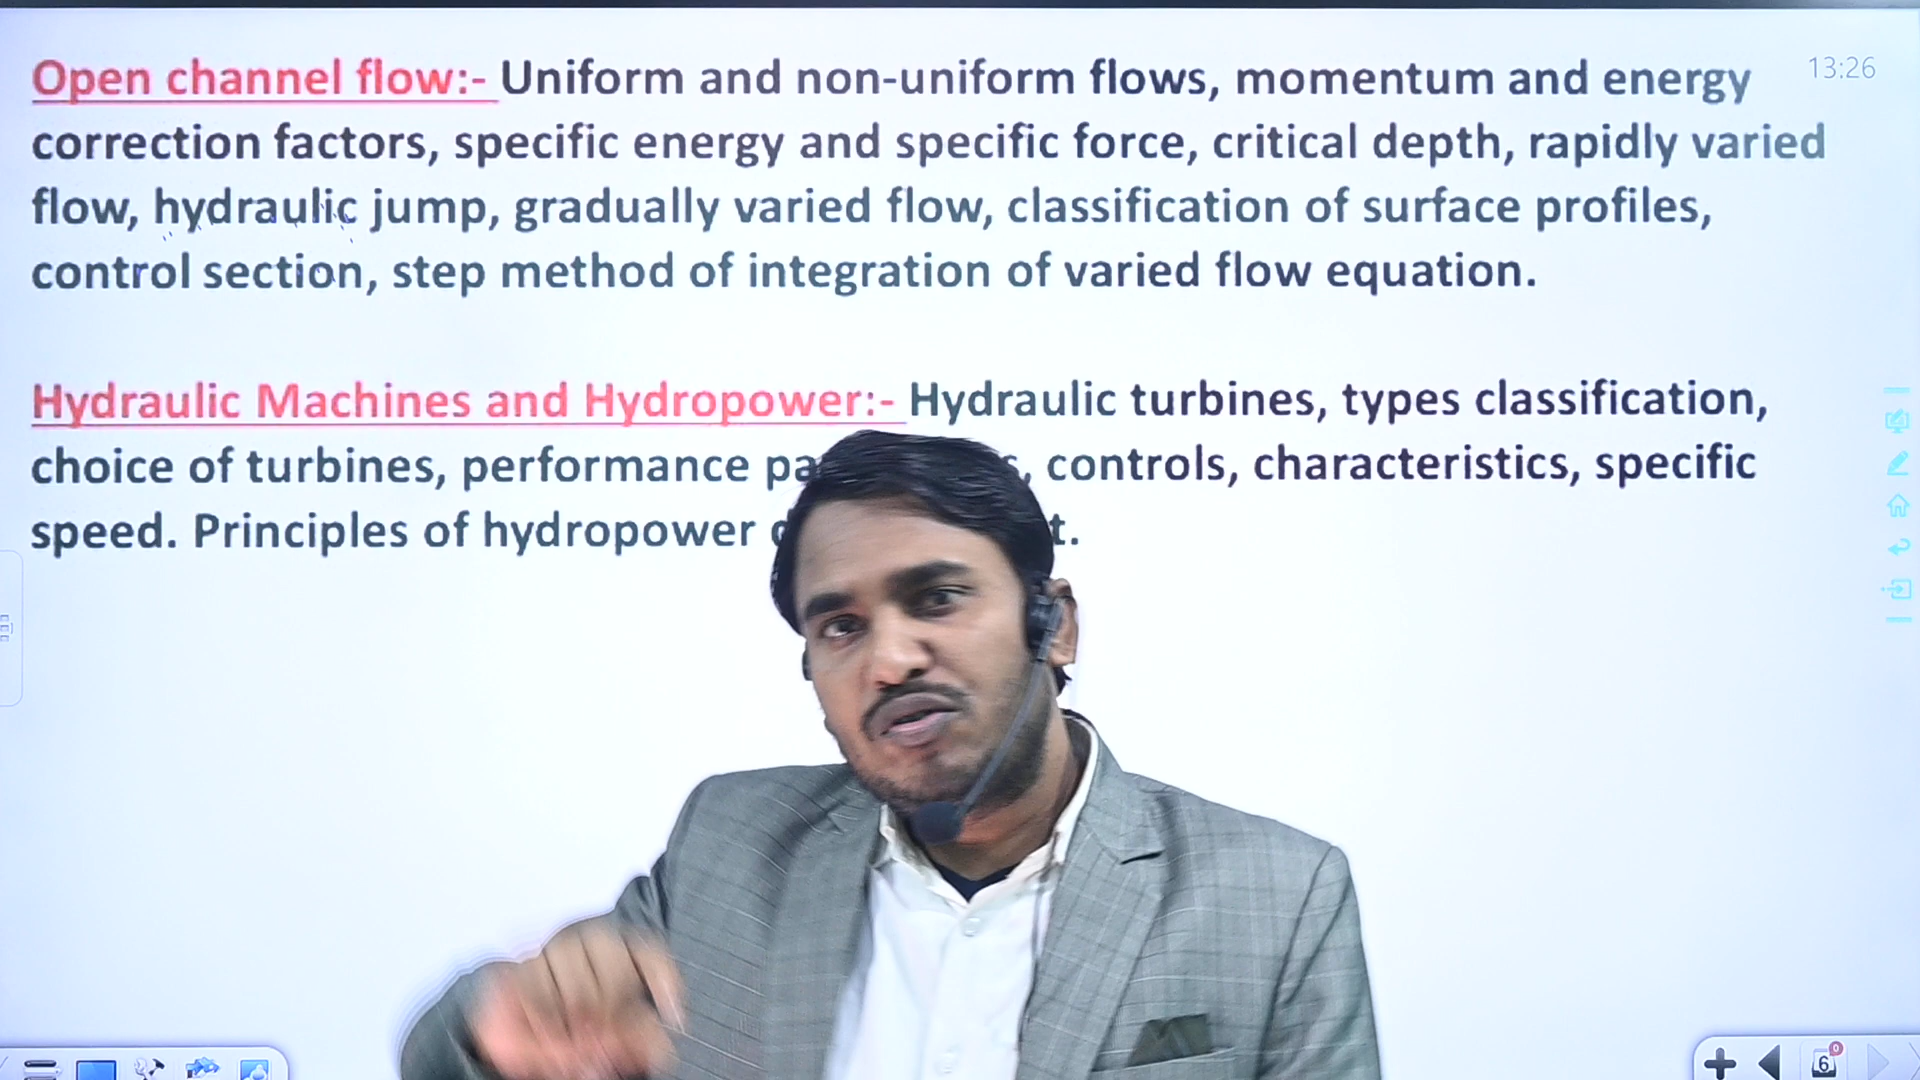 Open channel flow:- Uniform and non-uniform flows, momentum and energy
13:26
correction factors, specific energy and specific force, critical depth, rapidly varied
flow, hydraulic jump, gradually varied flow, classification of surface profiles,
control section, step method of integration of varied flow equation.
Hydraulic Machines and Hydropower:- Hydraulic turbines, types classification,
choice of turbines, performance controls, characteristics, specific
speed. Principles of hydropower
6
0